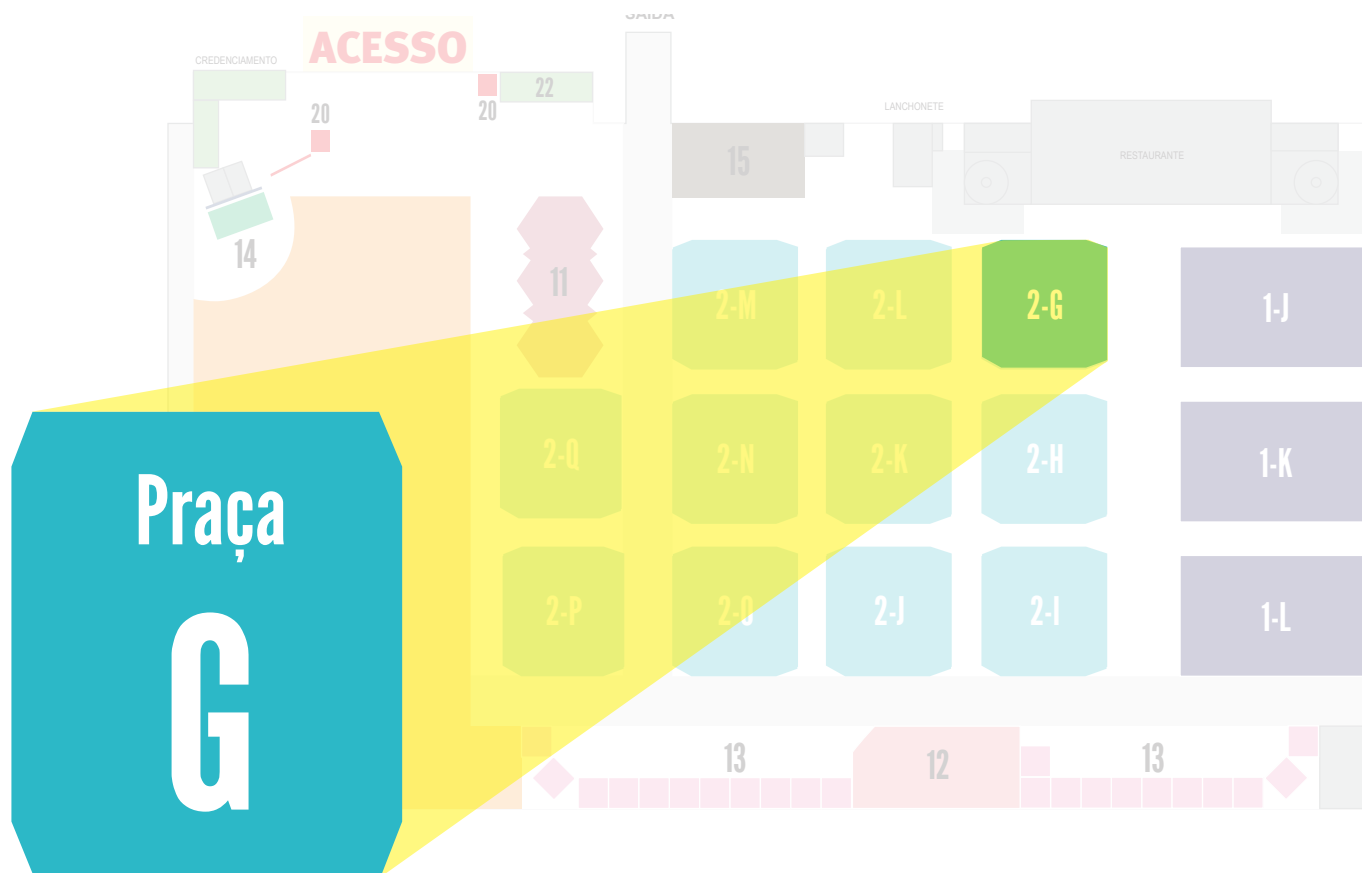 SAÍDA
ACESSO
CREDENCIAMENTO
22
20
20
LANCHONETE
15
RESTAURANTE
14
11
2-M
2-L
2-G
1-J
2-Q
2-N
2-K
2-H
1-K
Praça
G
2-P
2-O
2-J
2-I
1-L
13
12
13